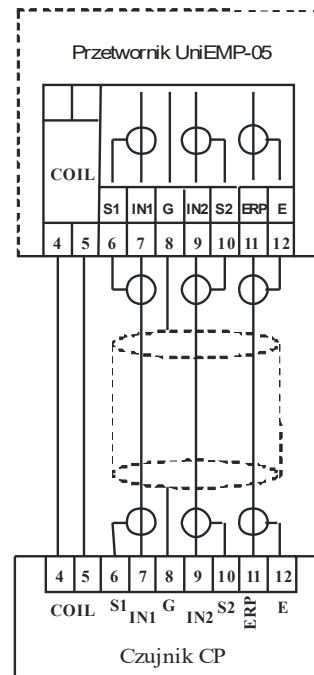 Przetwornik UniEMP-05
COIL
S1 IN1 G IN2 S2 ERP E
4 5 6 7 8 9 10 11 12
4 5 6 7 8 9 10 11 12
COIL S1 IN1 G IN2 S2 ERP E
Czujnik CP